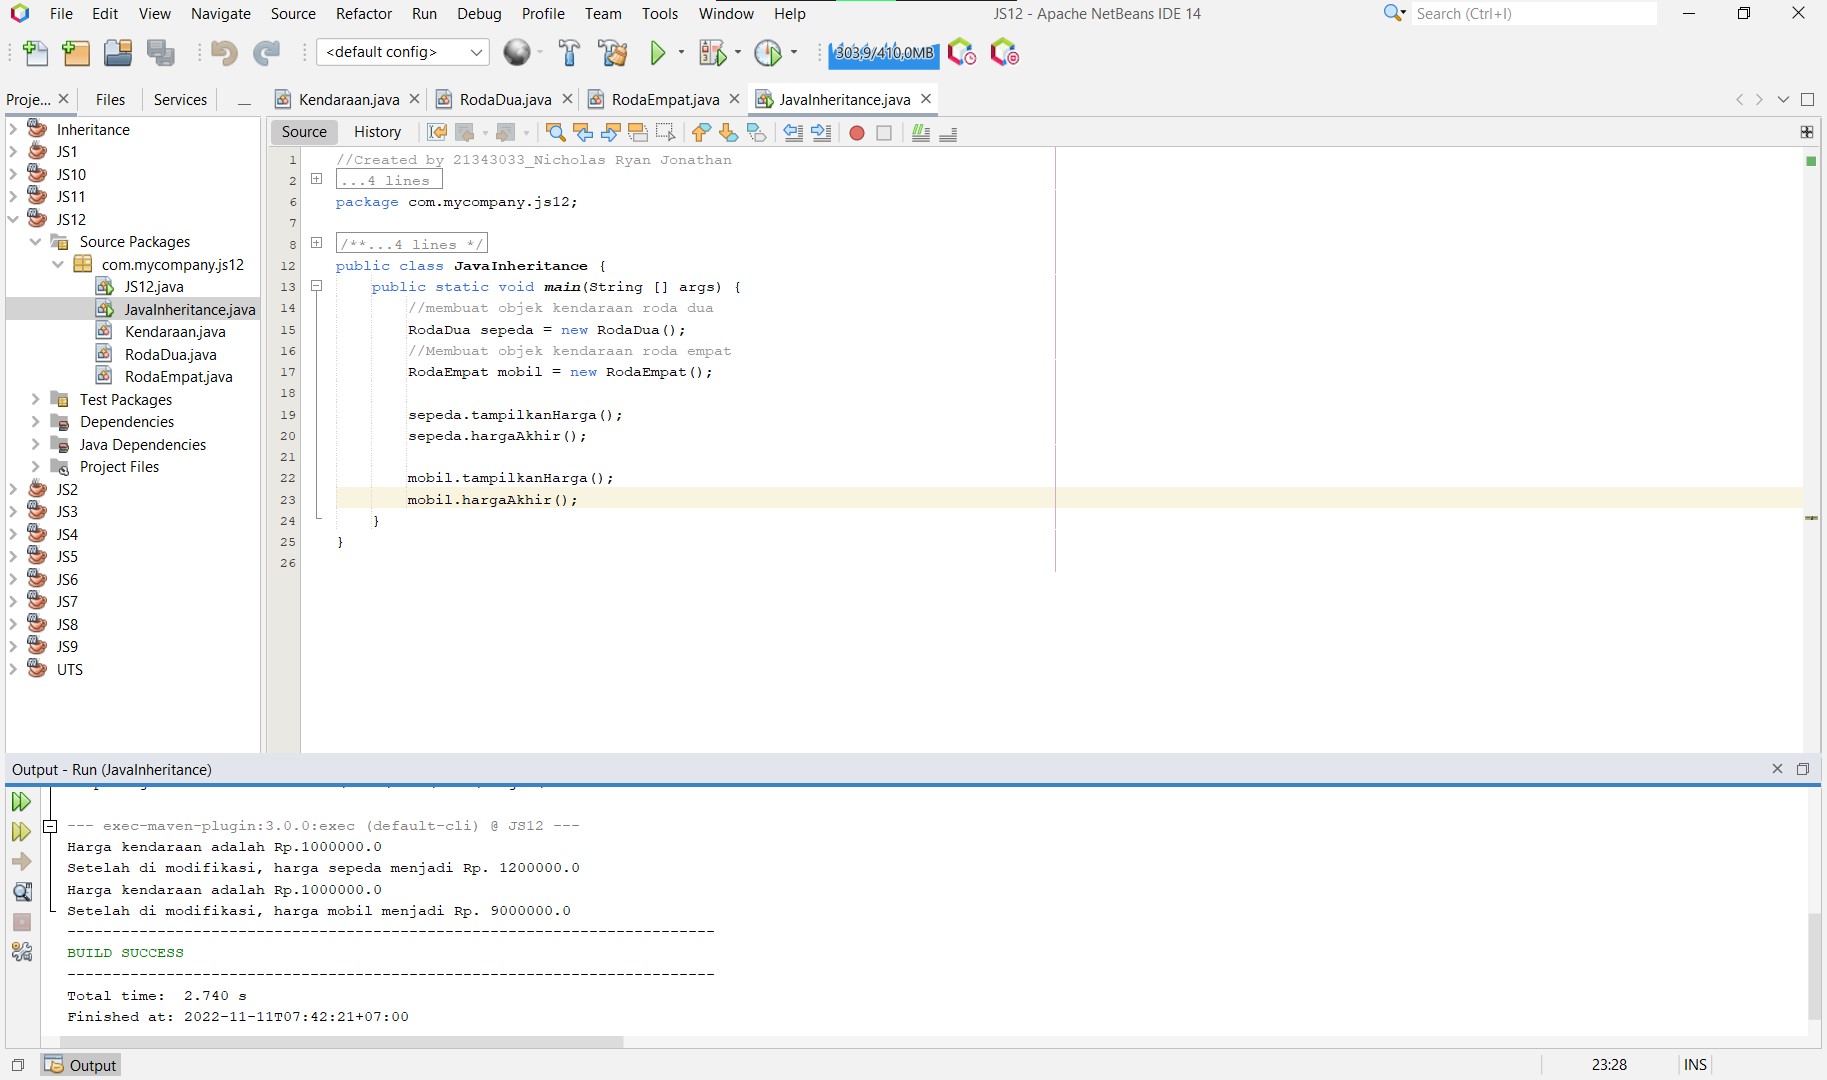 File Edit View Navigate Source Refactor Run Debug Profile Team Tools Window Help JS12 - Apache NetBeans IDE 14 Search (Ctrl+I)
<default config> 303,9/410,0MB
Proje... Files Services Kendaraan.java RodaDua.java RodaEmpat.java JavaInheritance.java
Source History
Inheritance
JS1
JS10
JS11
JS12
Source Packages
com.mycompany.js12
JS12.java
JavaInheritance.java
Kendaraan.java
RodaDua.java
RodaEmpat.java
Test Packages
Dependencies
Java Dependencies
Project Files
JS2
JS3
JS4
JS5
JS6
JS7
JS8
JS9
UTS
1 //Created by 21343033_Nicholas Ryan Jonathan
2 ...4 lines
6 package com.mycompany.js12;
7
8 /**...4 lines */
12 public class JavaInheritance {
13 public static void main(String [] args) {
14 //membuat objek kendaraan roda dua
15 RodaDua sepeda = new RodaDua();
16 //Membuat objek kendaraan roda empat
17 RodaEmpat mobil = new RodaEmpat();
18
19 sepeda.tampilkanHarga();
20 sepeda.hargaAkhir();
21
22 mobil.tampilkanHarga();
23 mobil.hargaAkhir();
24 }
25 }
26
Output - Run (JavaInheritance)
--- exec-maven-plugin:3.0.0:exec (default-cli) @ JS12 ---
Harga kendaraan adalah Rp.1000000.0
Setelah di modifikasi, harga sepeda menjadi Rp. 1200000.0
Harga kendaraan adalah Rp.1000000.0
Setelah di modifikasi, harga mobil menjadi Rp. 9000000.0
------------------------------------------------------------------------
BUILD SUCCESS
------------------------------------------------------------------------
Total time:  2.740 s
Finished at: 2022-11-11T07:42:21+07:00
Output 23:28 INS